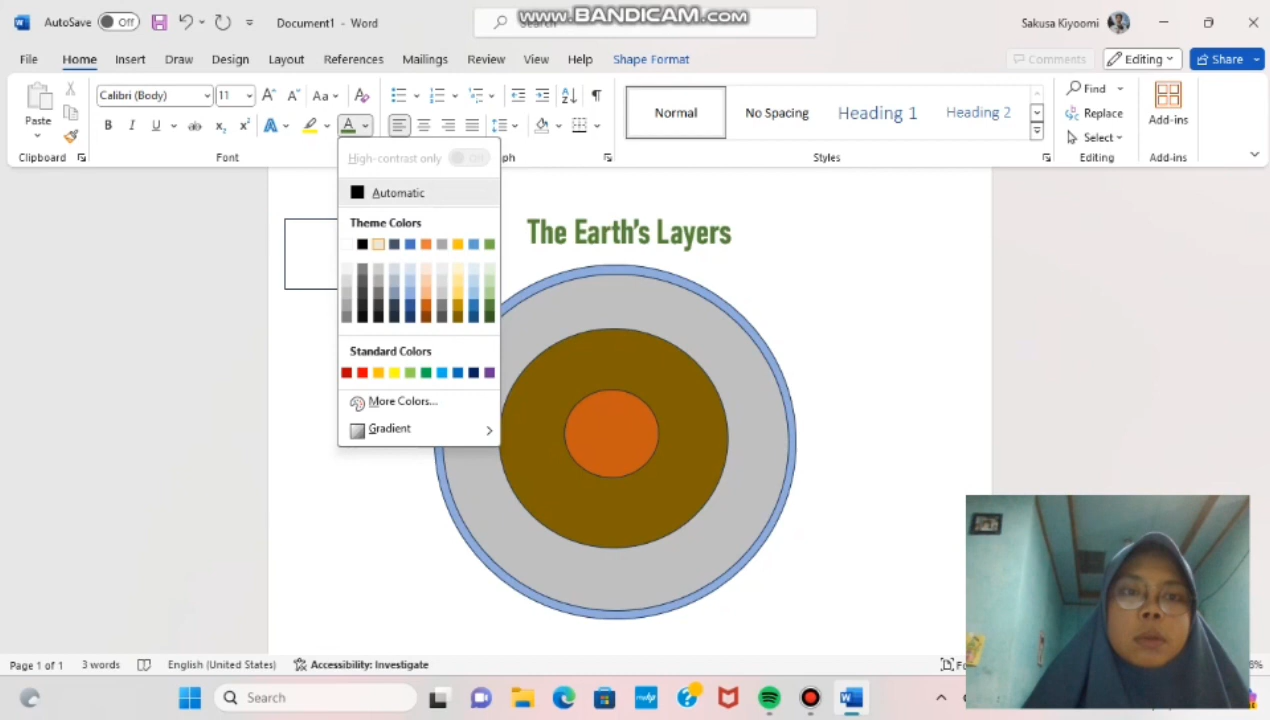 www.BANDICAM.com
AutoSave Off Document1 - Word Sakusa Kiyoomi
File Home Insert Draw Design Layout References Mailings Review View Help Shape Format Comments Editing Share
Calibri (Body) 11 Aa Find
Paste Normal No Spacing Heading 1 Heading 2 Replace Add-ins
Select
Clipboard Font ph Styles Editing Add-ins
High-contrast only Off
Automatic
Theme Colors
Standard Colors
More Colors...
Gradient
The Earth's Layers
Page 1 of 1 3 words English (United States) Accessibility: Investigate
Search